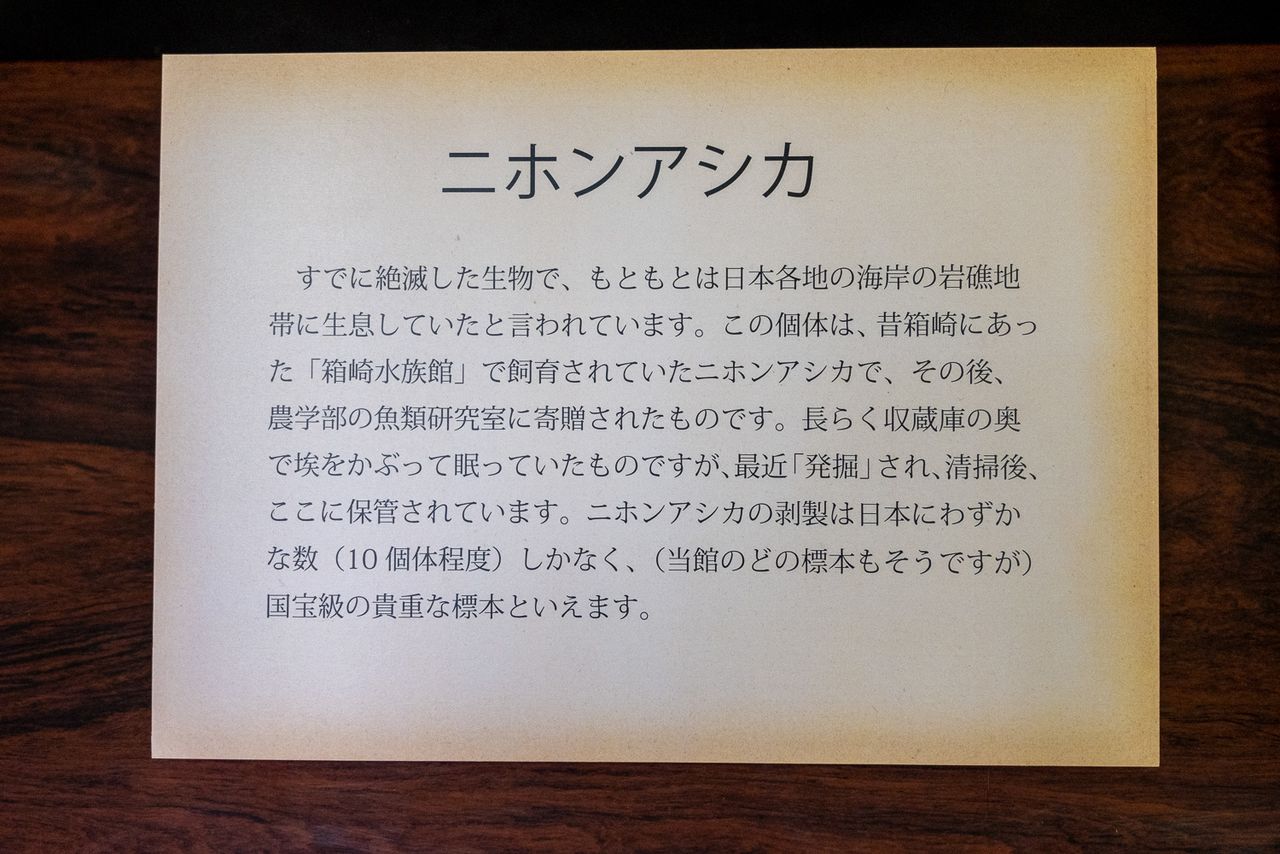 ニホンアシカ
すでに絶滅した生物で、もともとは日本各地の海岸の岩礁地
帯に生息していたと言われています。この個体は、昔箱崎にあっ
た「箱崎水族館」で飼育されていたニホンアシカで、その後、
農学部の魚類研究室に寄贈されたものです。長らく収蔵庫の奥
で埃をかぶって眠っていたものですが、最近「発掘」され、清掃後、
ここに保管されています。ニホンアシカの剥製は日本にわずか
な数（10 個体程度）しかなく、（当館のどの標本もそうですが）
国宝級の貴重な標本といえます。